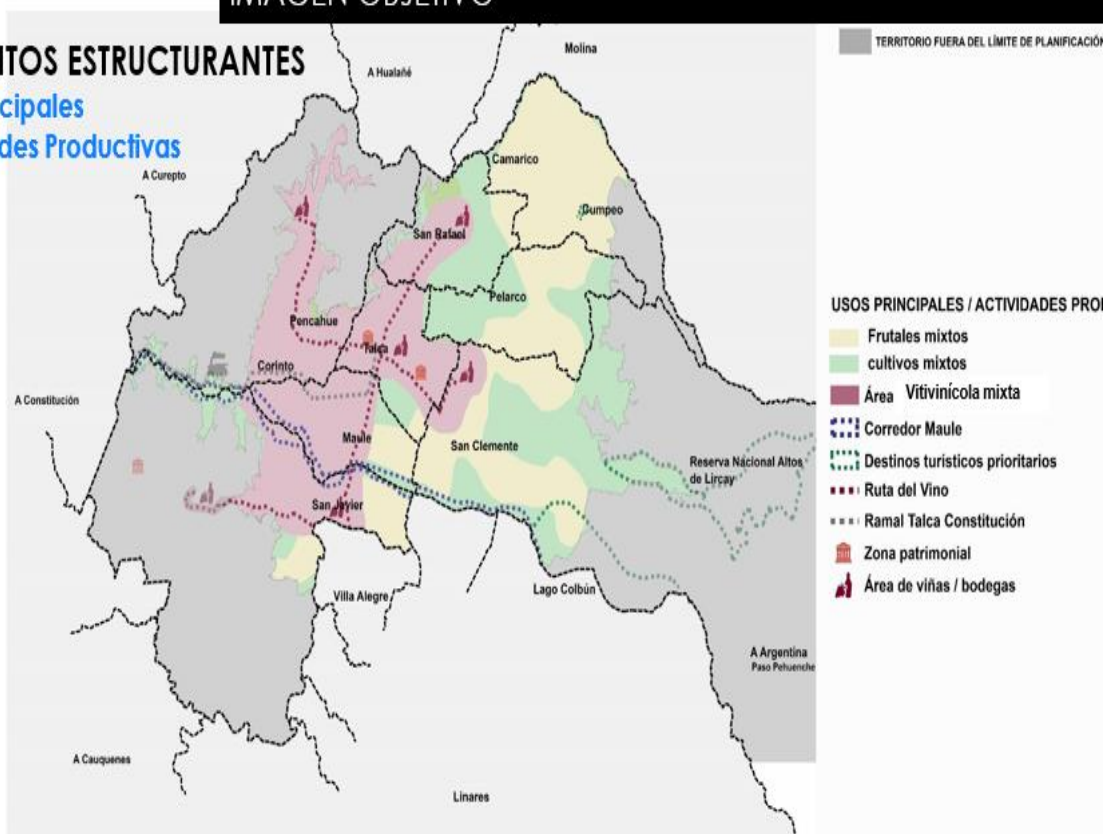 IMAGEN OBJETIVO
TOS ESTRUCTURANTES
cipales
des Productivas
TERRITORIO FUERA DEL LÍMITE DE PLANIFICACIÓN
Molina
A Hualañé
Camarico
A Curepto
Cumpeo
San Rafael
Pelarco
Pencahue
Talca
Corinto
A Constitución
Maule
San Clemente
Reserva Nacional Altos
de Lircay
San Javier
Villa Alegre
Lago Colbún
A Argentina
Paso Pehuenche
A Cauquenes
Linares
USOS PRINCIPALES / ACTIVIDADES PRO
Frutales mixtos
cultivos mixtos
Área Vitivinícola mixta
Corredor Maule
Destinos turísticos prioritarios
Ruta del Vino
Ramal Talca Constitución
Zona patrimonial
Área de viñas / bodegas